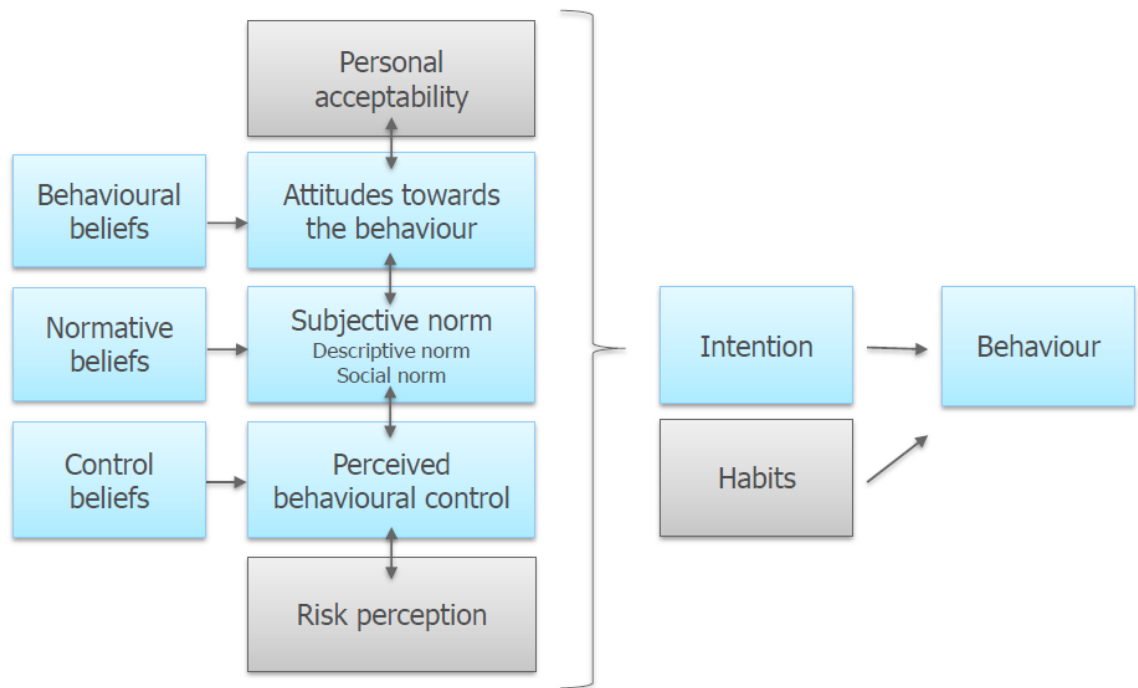 Personal
acceptability
Behavioural
beliefs
Attitudes towards
the behaviour
Normative
beliefs
Subjective norm
Descriptive norm
Social norm
Control
beliefs
Perceived
behavioural control
Risk perception
Intention
Behaviour
Habits